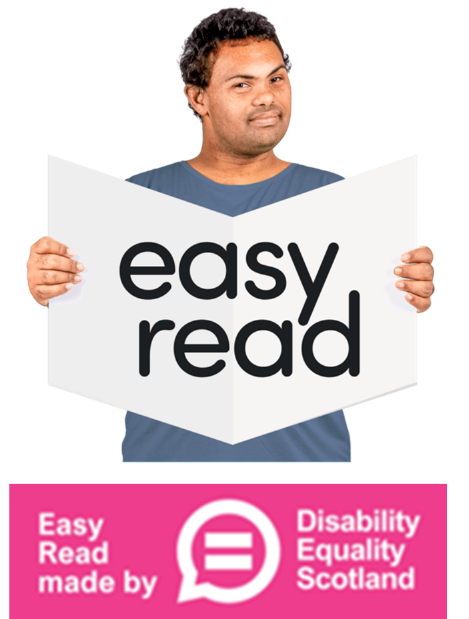 easy
read
Easy
Read
made by
Disability
Equality
Scotland